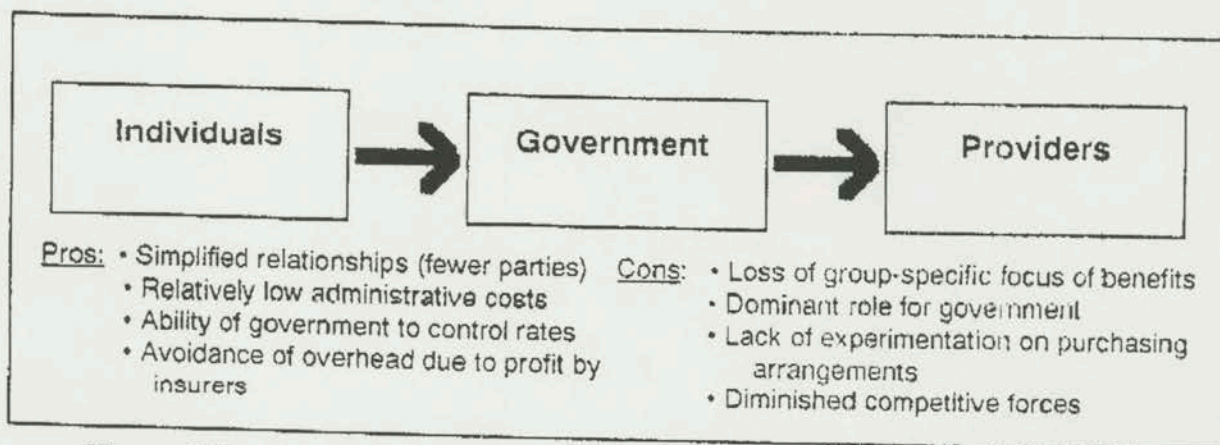 Individuals
Government
Providers
Pros: • Simplified relationships (fewer parties)
• Relatively low administrative costs
• Ability of government to control rates
• Avoidance of overhead due to profit by
insurers
Cons: • Loss of group-specific focus of benefits
• Dominant role for government
• Lack of experimentation on purchasing
arrangements
• Diminished competitive forces